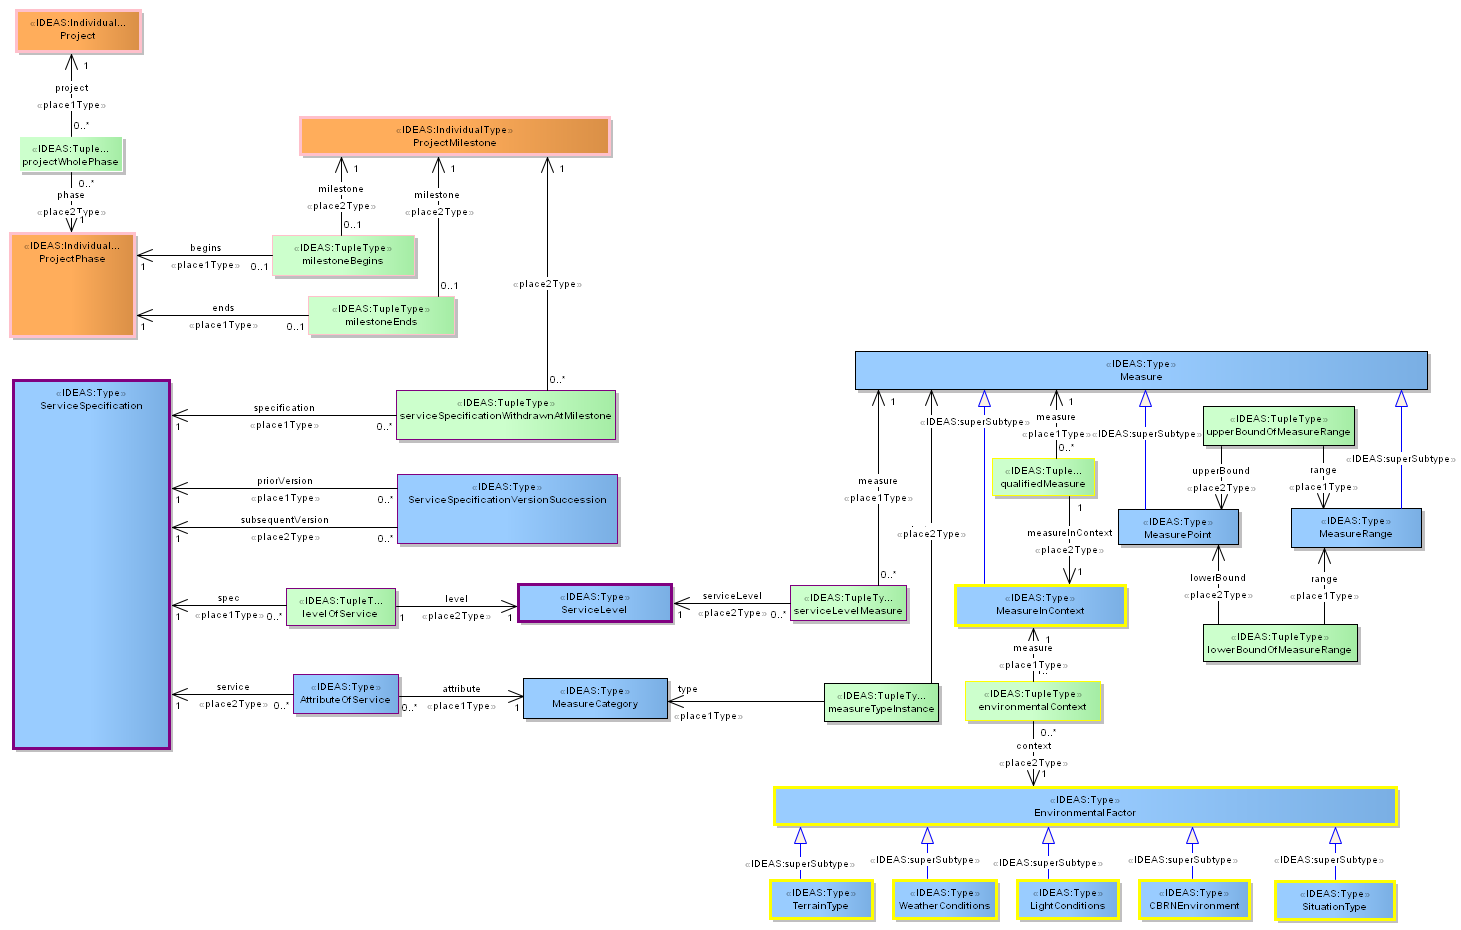 «IDEAS:Individual...
Project
1
project
«place1Type»
0..*
«IDEAS:Tuple...
projectWholePhase
0..*
phase
«place2Type»
1
«IDEAS:Individual...
ProjectPhase
«IDEAS:IndividualType»
ProjectMilestone
1
milestone
«place2Type»
0..1
1
milestone
«place2Type»
0..1
1
«place2Type»
0..*
begins
«place1Type»
1
0..1
«IDEAS:TupleType»
milestoneBegins
ends
«place1Type»
1
0..1
«IDEAS:TupleType»
milestoneEnds
«IDEAS:Type»
ServiceSpecification
specification
«place1Type»
1
0..*
«IDEAS:TupleType»
serviceSpecificationWithdrawnAtMilestone
priorVersion
«place1Type»
1
0..*
subsequentVersion
«place2Type»
1
0..*
«IDEAS:Type»
ServiceSpecificationVersionSuccession
spec
«place1Type»
1
0..*
«IDEAS:TupleT...
levelOfService
level
«place2Type»
1
1
«IDEAS:Type»
ServiceLevel
serviceLevel
«place2Type»
1
0..*
«IDEAS:TupleTy...
serviceLevelMeasure
service
«place2Type»
1
0..*
«IDEAS:Type»
AttributeOfService
attribute
«place1Type»
0..*
1
«IDEAS:Type»
MeasureCategory
type
«place1Type»
«IDEAS:TupleTy...
measureTypeInstance
«IDEAS:Type»
Measure
1
measure
«place1Type»
0..*
1
«place2Type»
«IDEAS:superSubtype»
1
measure
«place1Type»
0..*
«IDEAS:Tuple...
qualifiedMeasure
1
measureInContext
«place2Type»
1
«IDEAS:superSubtype»
«IDEAS:TupleType»
upperBoundOfMeasureRange
upperBound
«place2Type»
range
«place1Type»
«IDEAS:superSubtype»
«IDEAS:Type»
MeasurePoint
«IDEAS:Type»
MeasureRange
lowerBound
«place2Type»
range
«place1Type»
«IDEAS:TupleType»
lowerBoundOfMeasureRange
«IDEAS:Type»
MeasureInContext
1
measure
«place1Type»
«IDEAS:TupleType»
environmentalContext
0..*
context
«place2Type»
1
«IDEAS:Type»
EnvironmentalFactor
«IDEAS:superSubtype»
«IDEAS:superSubtype»
«IDEAS:superSubtype»
«IDEAS:superSubtype»
«IDEAS:superSubtype»
«IDEAS:Type»
TerrainType
«IDEAS:Type»
WeatherConditions
«IDEAS:Type»
LightConditions
«IDEAS:Type»
CBRNEnvironment
«IDEAS:Type»
SituationType